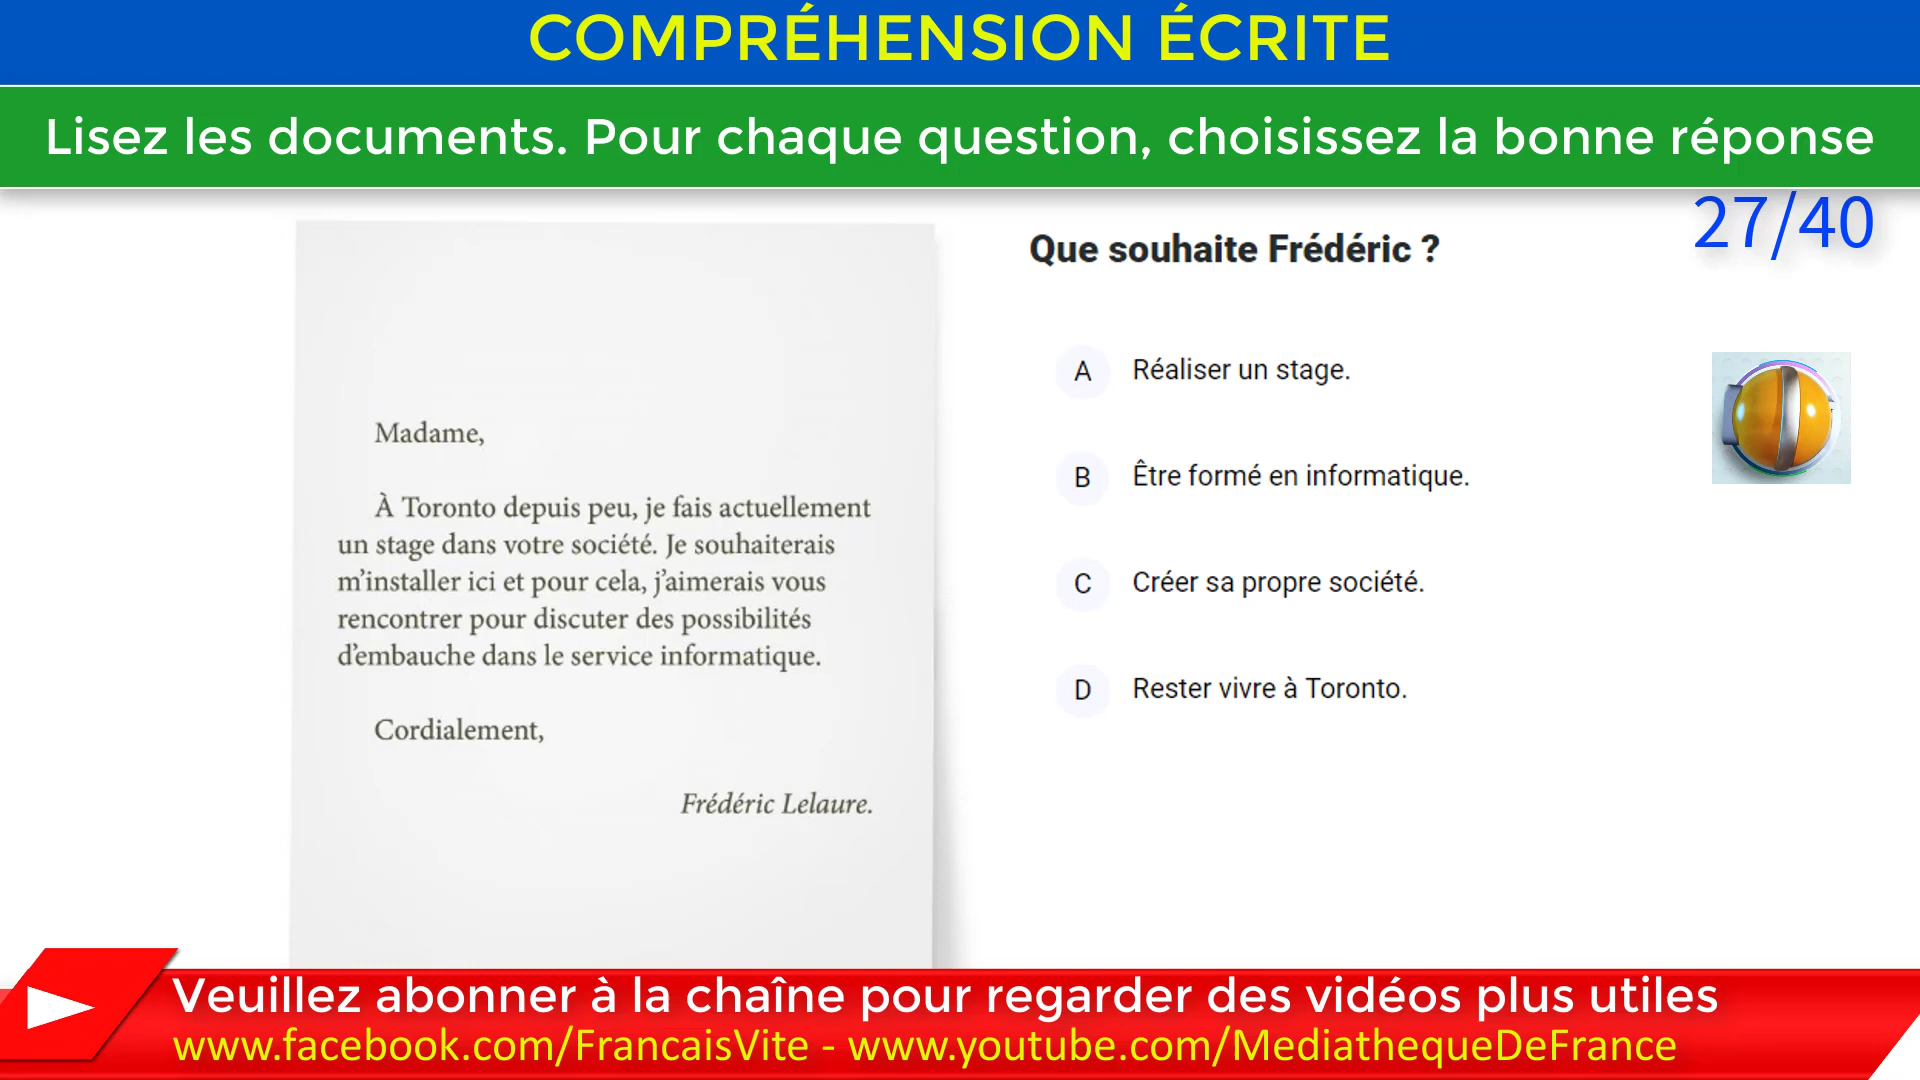 COMPRÉHENSION ÉCRITE
Lisez les documents. Pour chaque question, choisissez la bonne réponse
27/40
Madame,
À Toronto depuis peu, je fais actuellement
un stage dans votre société. Je souhaiterais
m'installer ici et pour cela, j'aimerais vous
rencontrer pour discuter des possibilités
d'embauche dans le service informatique.
Cordialement,
Frédéric Lelaure.
Que souhaite Frédéric ?
A Réaliser un stage.
B Être formé en informatique.
C Créer sa propre société.
D Rester vivre à Toronto.
Veuillez abonner à la chaîne pour regarder des vidéos plus utiles
www.facebook.com/FrancaisVite - www.youtube.com/MediathequeDeFrance